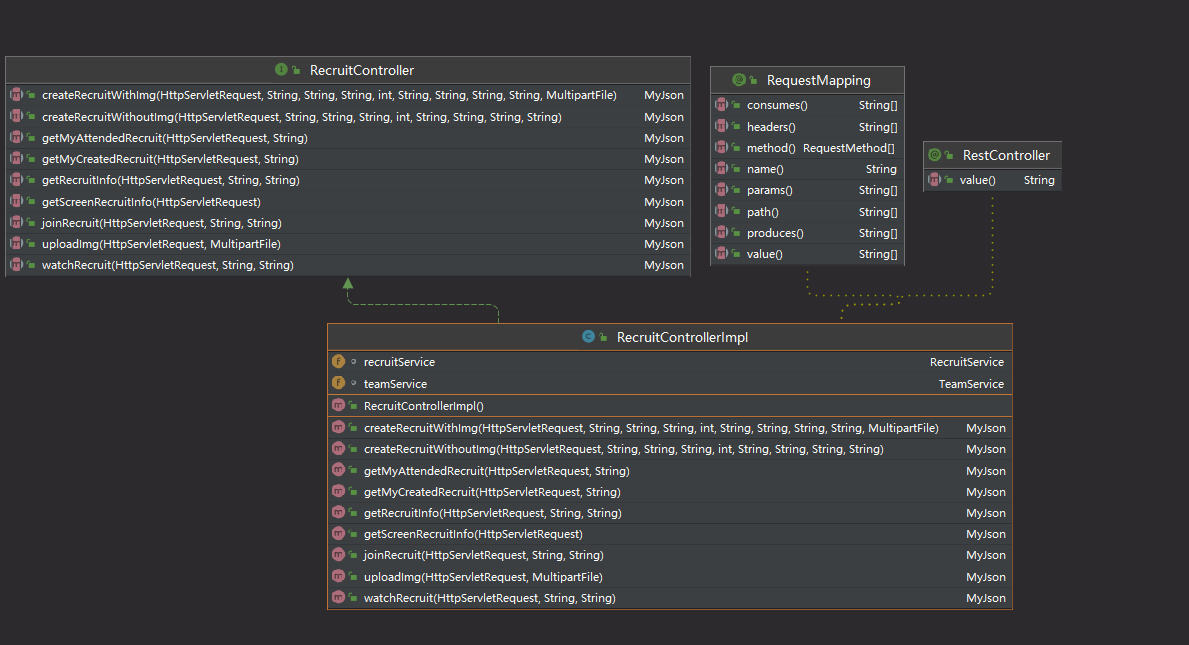 RecruitController
createRecruitWithImg(HttpServletRequest, String, String, String, int, String, String, String, String, MultipartFile) MyJson
createRecruitWithoutImg(HttpServletRequest, String, String, String, int, String, String, String, String) MyJson
getMyAttendedRecruit(HttpServletRequest, String) MyJson
getMyCreatedRecruit(HttpServletRequest, String) MyJson
getRecruitInfo(HttpServletRequest, String, String) MyJson
getScreenRecruitInfo(HttpServletRequest) MyJson
joinRecruit(HttpServletRequest, String, String) MyJson
uploadImg(HttpServletRequest, MultipartFile) MyJson
watchRecruit(HttpServletRequest, String, String) MyJson
RequestMapping
consumes() String[]
headers() String[]
method() RequestMethod[]
name() String
params() String[]
path() String[]
produces() String[]
value() String[]
RestController
value() String
RecruitControllerImpl
recruitService RecruitService
teamService TeamService
RecruitControllerImpl()
createRecruitWithImg(HttpServletRequest, String, String, String, int, String, String, String, String, MultipartFile) MyJson
createRecruitWithoutImg(HttpServletRequest, String, String, String, int, String, String, String, String) MyJson
getMyAttendedRecruit(HttpServletRequest, String) MyJson
getMyCreatedRecruit(HttpServletRequest, String) MyJson
getRecruitInfo(HttpServletRequest, String, String) MyJson
getScreenRecruitInfo(HttpServletRequest) MyJson
joinRecruit(HttpServletRequest, String, String) MyJson
uploadImg(HttpServletRequest, MultipartFile) MyJson
watchRecruit(HttpServletRequest, String, String) MyJson